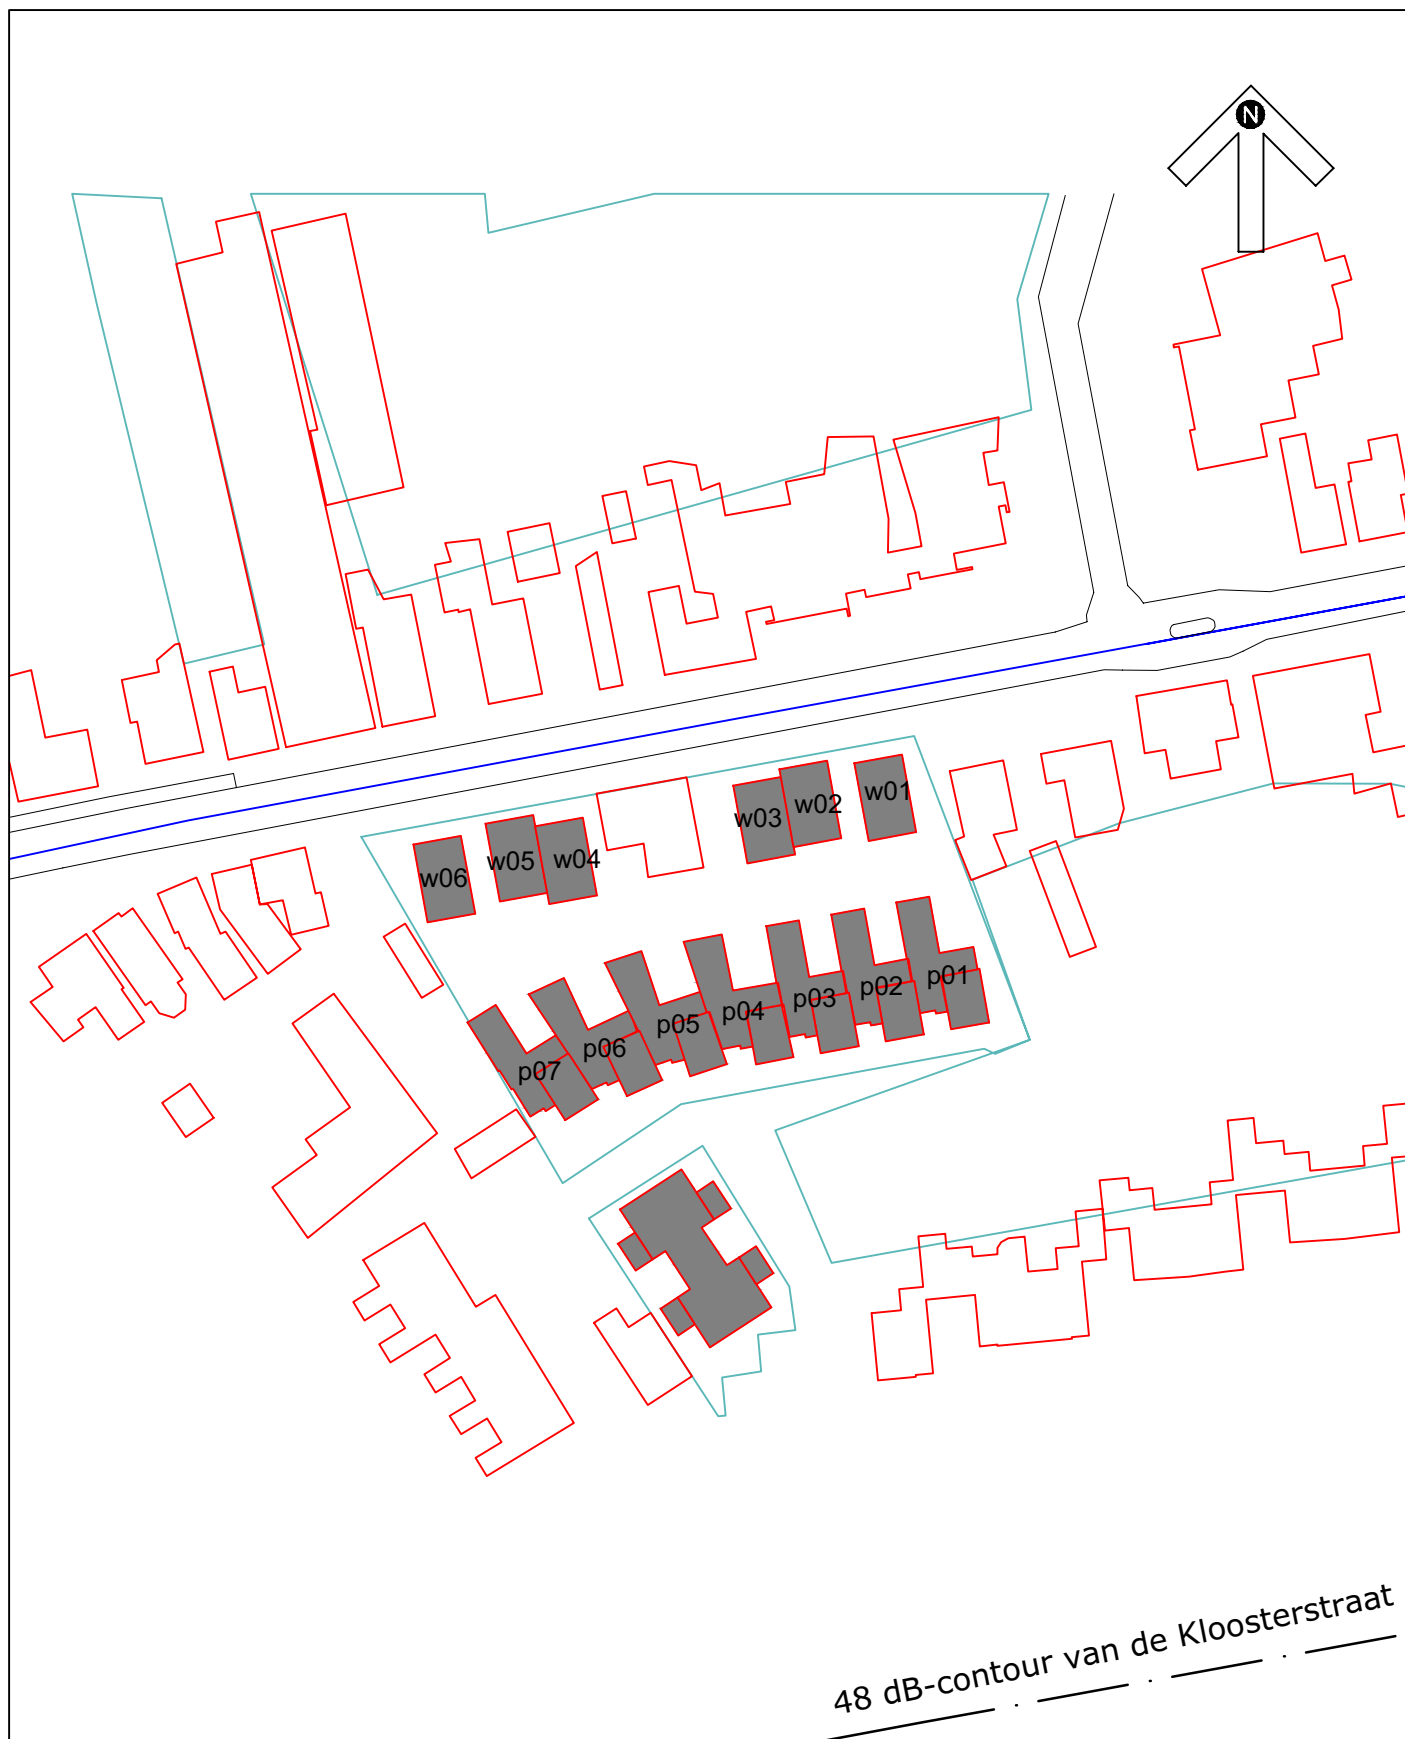 N
w01
w02
w03
w04
w05
w06
p01
p02
p03
p04
p05
p06
p07
48 dB-contour van de Kloosterstraat